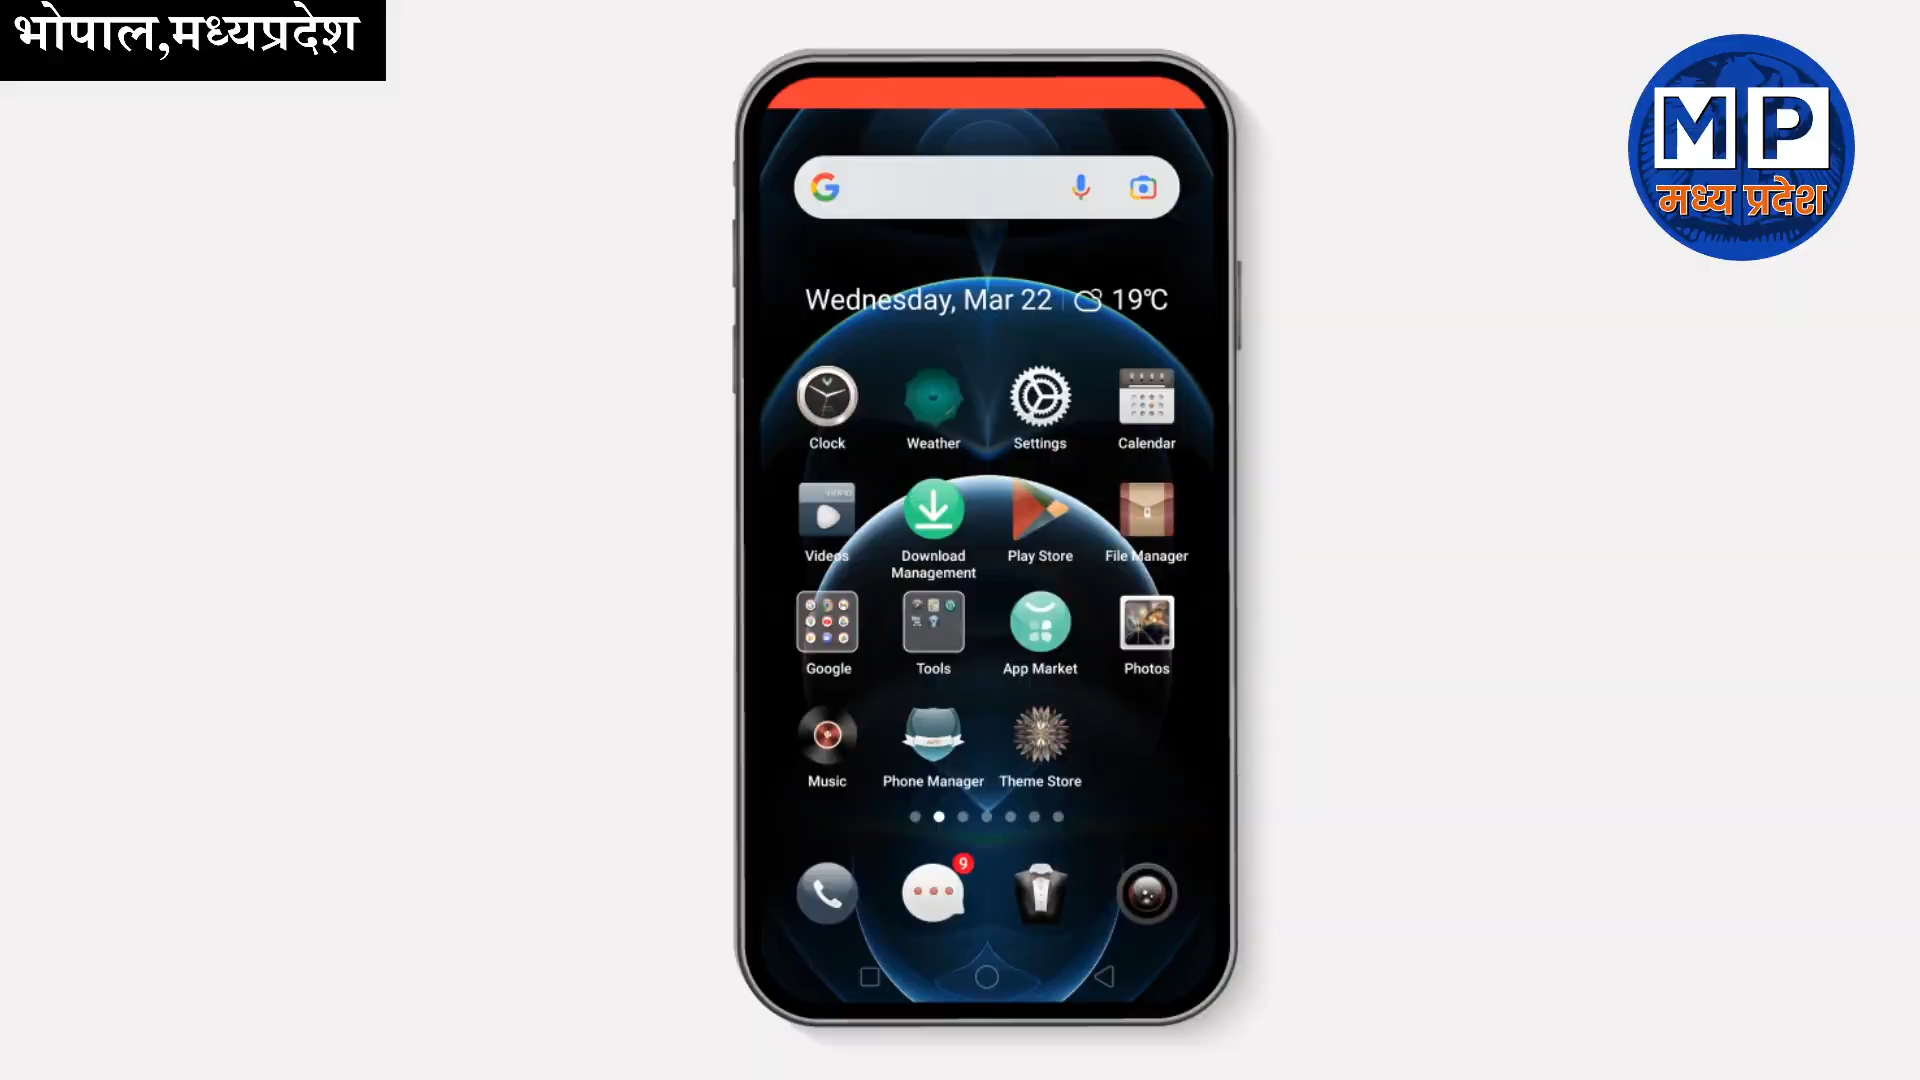 भोपाल,मध्यप्रदेश
M P
मध्य प्रदेश
Wednesday, Mar 22 19°C
Clock Weather Settings Calendar
Videos Download Management Play Store File Manager
Google Tools App Market Photos
Music Phone Manager Theme Store
9